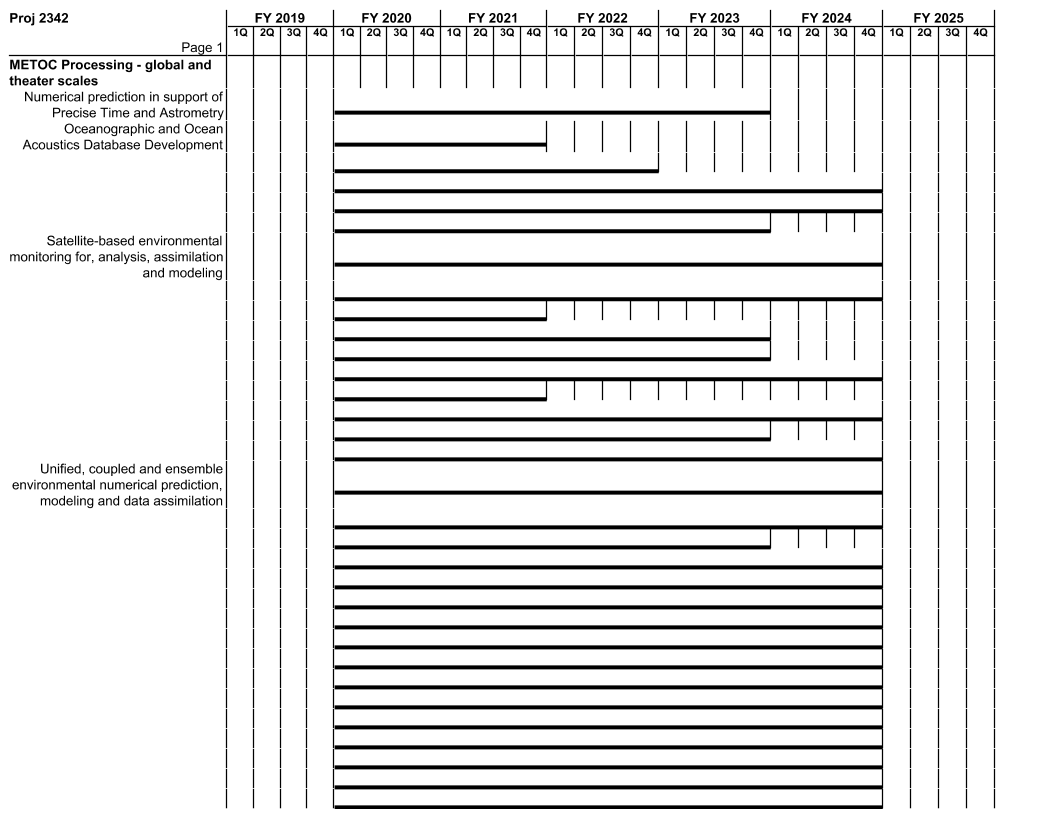 Proj 2342
FY 2019 FY 2020 FY 2021 FY 2022 FY 2023 FY 2024 FY 2025
1Q 2Q 3Q 4Q 1Q 2Q 3Q 4Q 1Q 2Q 3Q 4Q 1Q 2Q 3Q 4Q 1Q 2Q 3Q 4Q 1Q 2Q 3Q 4Q 1Q 2Q 3Q 4Q
Page 1
METOC Processing - global and
theater scales
Numerical prediction in support of
Precise Time and Astrometry
Oceanographic and Ocean
Acoustics Database Development
Satellite-based environmental
monitoring for, analysis, assimilation
and modeling
Unified, coupled and ensemble
environmental numerical prediction,
modeling and data assimilation